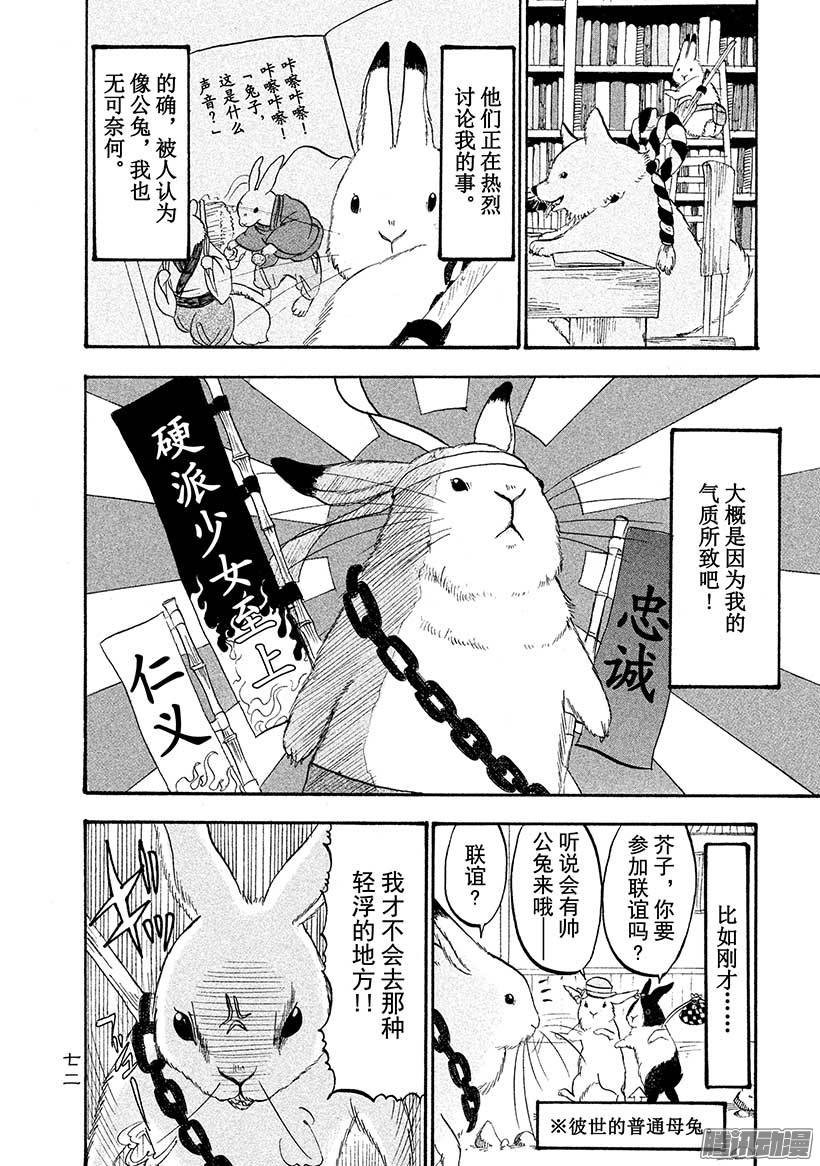 他们正在热烈
讨论我的事。
咔嚓咔嚓！
咔嚓咔嚓！
「兔子，
这是什么
声音？」
的确，被人认为
像公兔，我也
无可奈何。
大概是因为我的
气质所致吧！
忠诚
硬派少女至上
仁义
比如刚才……
芥子，你要
参加联谊吗？
听说会有帅
公兔来哦——
联谊？
※彼世的普通母兔
我才不会去那种
轻浮的地方!!
七二
腾讯动漫